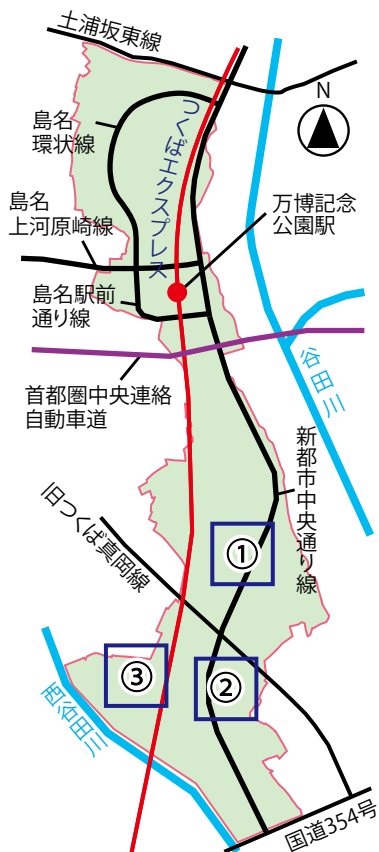 土浦坂東線
N
島名
環状線
つくばエクスプレス
島名
上河原崎線
万博記念
公園駅
島名駅前
通り線
谷田川
首都圏中央連絡
自動車道
新都市中央通り線
旧つくば真岡線
①
③
②
西谷田川
国道354号